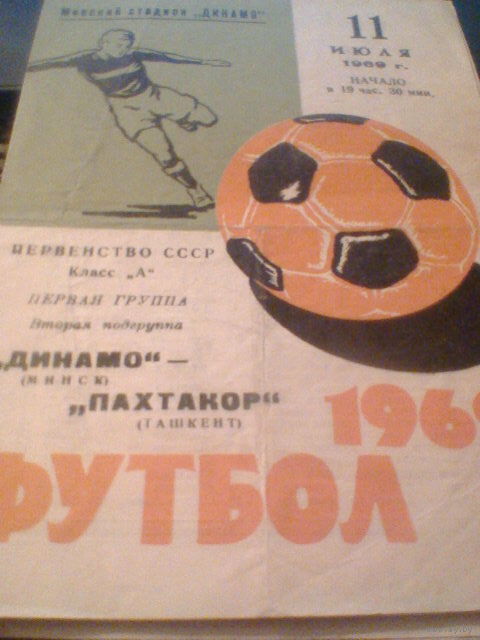 Минский стадион „ДИНАМО“
11
ИЮЛЯ
1969 г.
НАЧАЛО
в 19 час. 30 мин.
ПЕРВЕНСТВО СССР
Класс „А“
ПЕРВАЯ ГРУППА
Вторая подгруппа
„ДИНАМО“ —
(МИНСК)
„ПАХТАКОР“
(ТАШКЕНТ)
1969
ФУТБОЛ